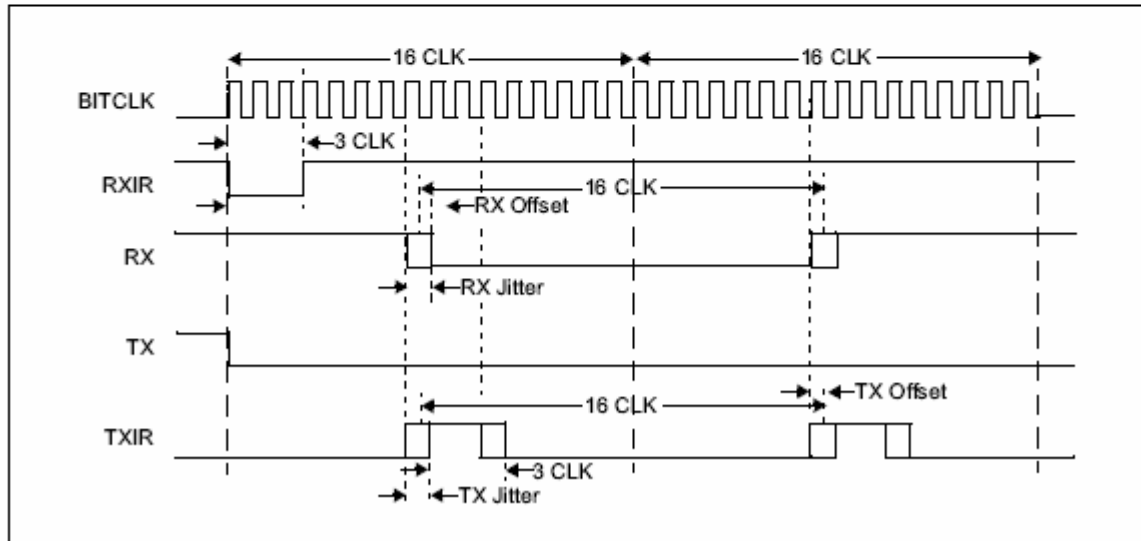 16 CLK 16 CLK
BITCLK
3 CLK
RXIR
16 CLK
RX Offset
RX
RX Jitter
TX
TX Offset
16 CLK
TXIR
3 CLK
TX Jitter